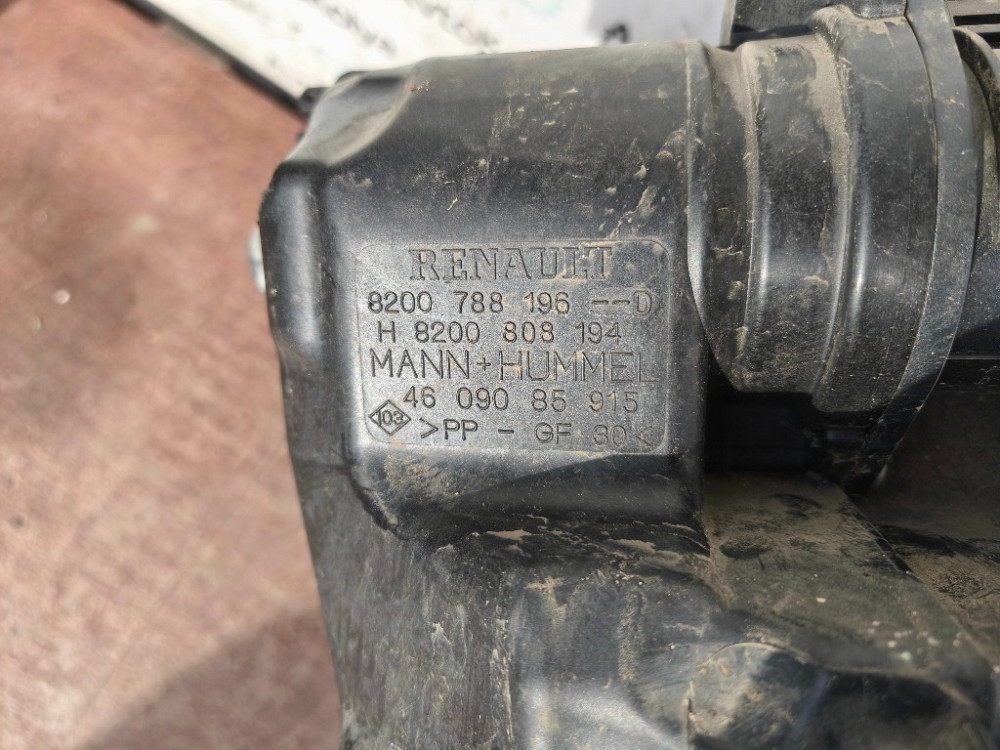 RENAULT
8200 788 196 --D
H 8200 808 194
MANN+HUMMEL
46 090 85 915
103 >PP - GF 30<